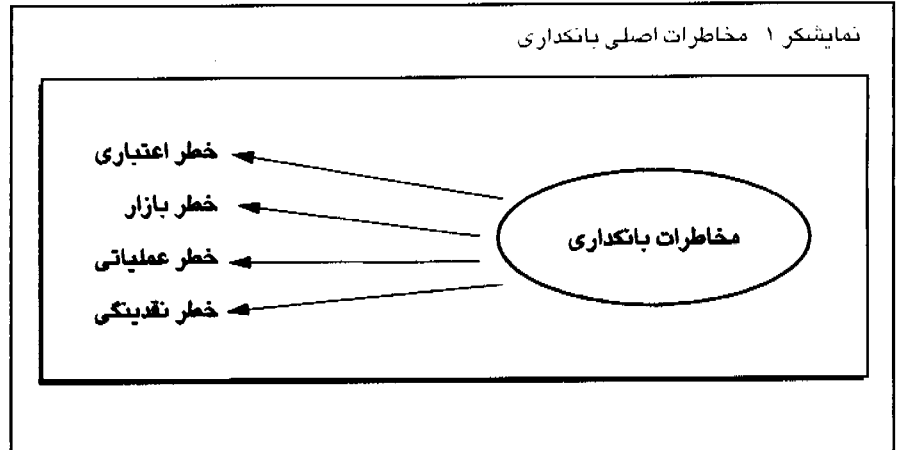 نمایشگر ۱ مخاطرات اصلی بانکداری
مخاطرات بانکداری
خطر اعتباری
خطر بازار
خطر عملیاتی
خطر نقدینگی